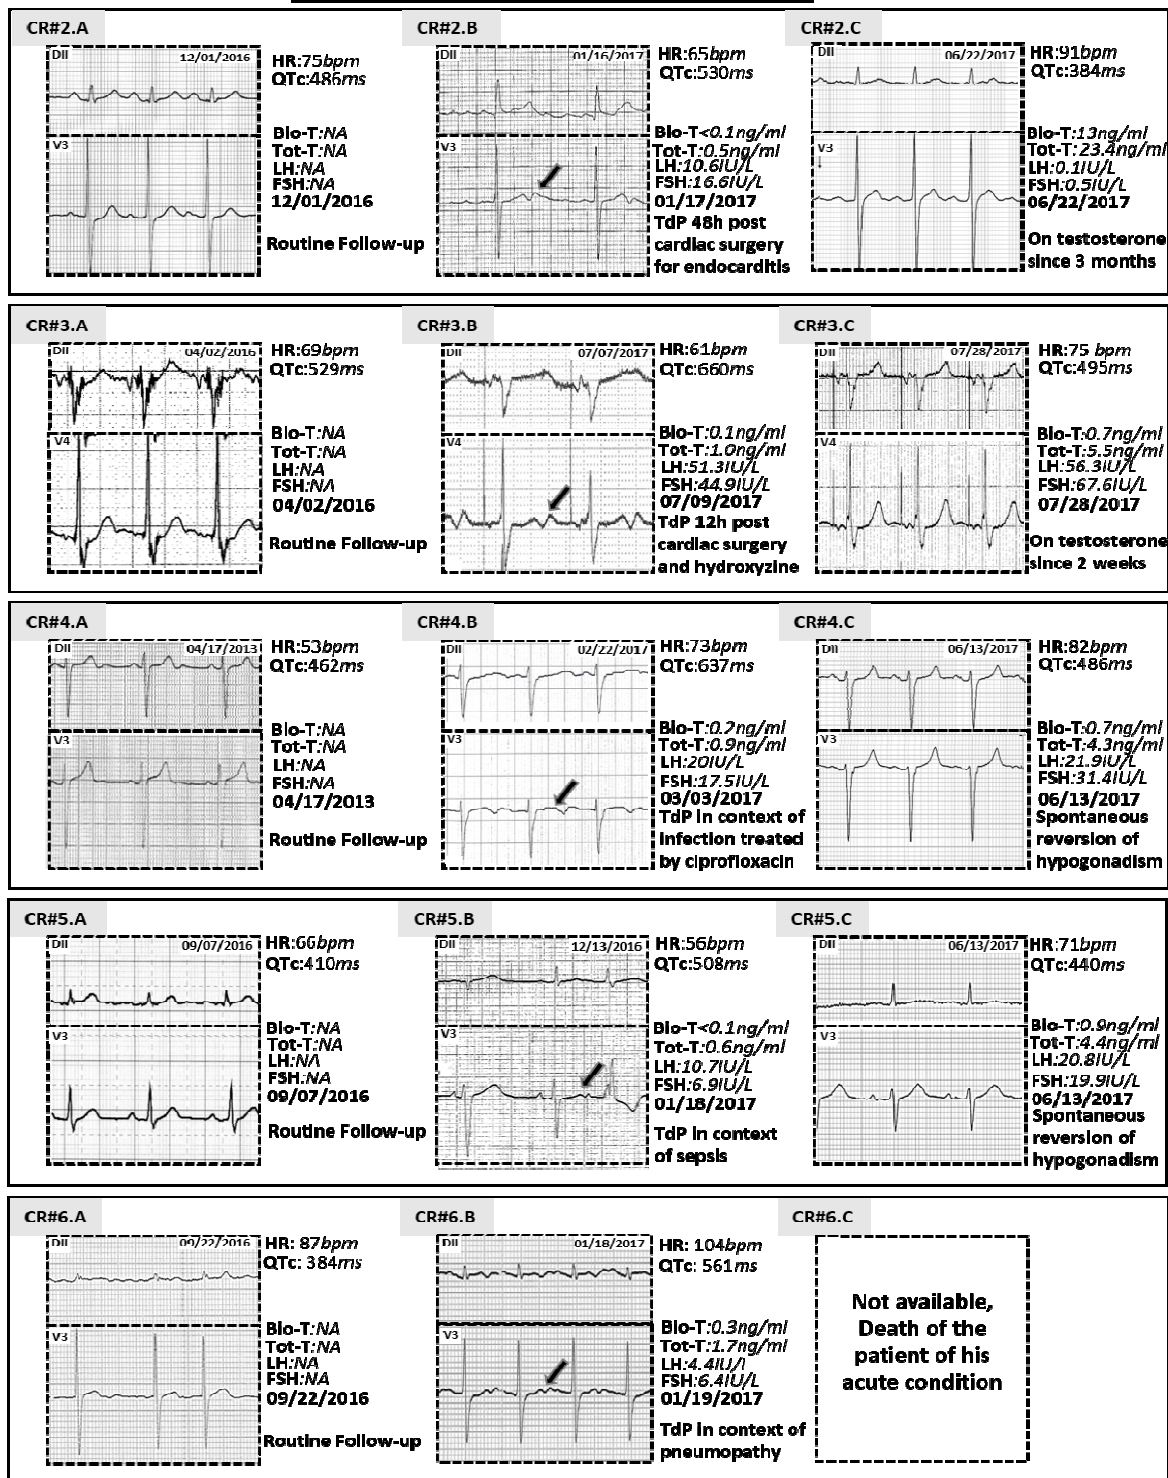 CR#2.A
DII
12/01/2016
V3
HR:75bpm
QTc:486ms
Bio-T:NA
Tot-T:NA
LH:NA
FSH:NA
12/01/2016
Routine Follow-up
CR#2.B
DII
01/16/2017
V3
HR:65bpm
QTc:530ms
Bio-T<0.1ng/ml
Tot-T:0.5ng/ml
LH:10.6IU/L
FSH:16.6IU/L
01/17/2017
TdP 48h post
cardiac surgery
for endocarditis
CR#2.C
DII
06/22/2017
V3
HR:91bpm
QTc:384ms
Bio-T:13ng/ml
Tot-T:23.4ng/ml
LH:0.1IU/L
FSH:0.5IU/L
06/22/2017
On testosterone
since 3 months
CR#3.A
DII
04/02/2016
V4
HR:69bpm
QTc:529ms
Bio-T:NA
Tot-T:NA
LH:NA
FSH:NA
04/02/2016
Routine Follow-up
CR#3.B
DII
07/07/2017
V4
HR:61bpm
QTc:660ms
Bio-T:0.1ng/ml
Tot-T:1.0ng/ml
LH:51.3IU/L
FSH:44.9IU/L
07/09/2017
TdP 12h post
cardiac surgery
and hydroxyzine
CR#3.C
DII
07/28/2017
V4
HR:75 bpm
QTc:495ms
Bio-T:0.7ng/ml
Tot-T:5.5ng/ml
LH:56.3IU/L
FSH:67.6IU/L
07/28/2017
On testosterone
since 2 weeks
CR#4.A
DII
04/17/2013
V3
HR:53bpm
QTc:462ms
Bio-T:NA
Tot-T:NA
LH:NA
FSH:NA
04/17/2013
Routine Follow-up
CR#4.B
DII
02/22/2017
V3
HR:73bpm
QTc:637ms
Bio-T:0.2ng/ml
Tot-T:0.9ng/ml
LH:20IU/L
FSH:17.5IU/L
03/03/2017
TdP in context of
infection treated
by ciprofloxacin
CR#4.C
DII
06/13/2017
V3
HR:82bpm
QTc:486ms
Bio-T:0.7ng/ml
Tot-T:4.3ng/ml
LH:21.9IU/L
FSH:31.4IU/L
06/13/2017
Spontaneous
reversion of
hypogonadism
CR#5.A
DII
09/07/2016
V3
HR:66bpm
QTc:410ms
Bio-T:NA
Tot-T:NA
LH:NA
FSH:NA
09/07/2016
Routine Follow-up
CR#5.B
DII
12/13/2016
V3
HR:56bpm
QTc:508ms
Bio-T<0.1ng/ml
Tot-T:0.6ng/ml
LH:10.7IU/L
FSH:6.9IU/L
01/18/2017
TdP in context
of sepsis
CR#5.C
DII
06/13/2017
V3
HR:71bpm
QTc:440ms
Bio-T:0.9ng/ml
Tot-T:4.4ng/ml
LH:20.8IU/L
FSH:19.9IU/L
06/13/2017
Spontaneous
reversion of
hypogonadism
CR#6.A
DII
09/22/2016
V3
HR: 87bpm
QTc: 384ms
Bio-T:NA
Tot-T:NA
LH:NA
FSH:NA
09/22/2016
Routine Follow-up
CR#6.B
DII
01/18/2017
V3
HR: 104bpm
QTc: 561ms
Bio-T:0.3ng/ml
Tot-T:1.7ng/ml
LH:4.4IU/l
FSH:6.4IU/L
01/19/2017
TdP in context of
pneumopathy
CR#6.C
Not available,
Death of the
patient of his
acute condition